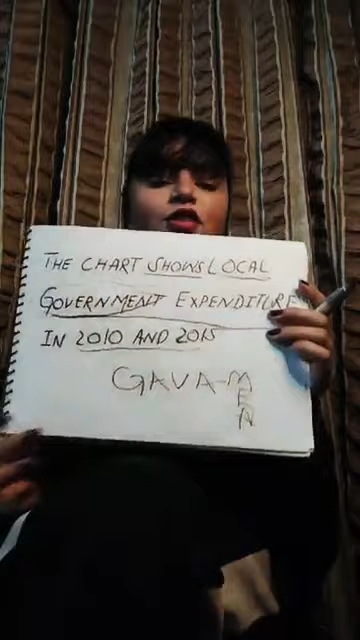 THE CHART SHOWS LOCAL
GOVERNMENT EXPENDITURE
IN 2010 AND 2015
GAVA-MEN